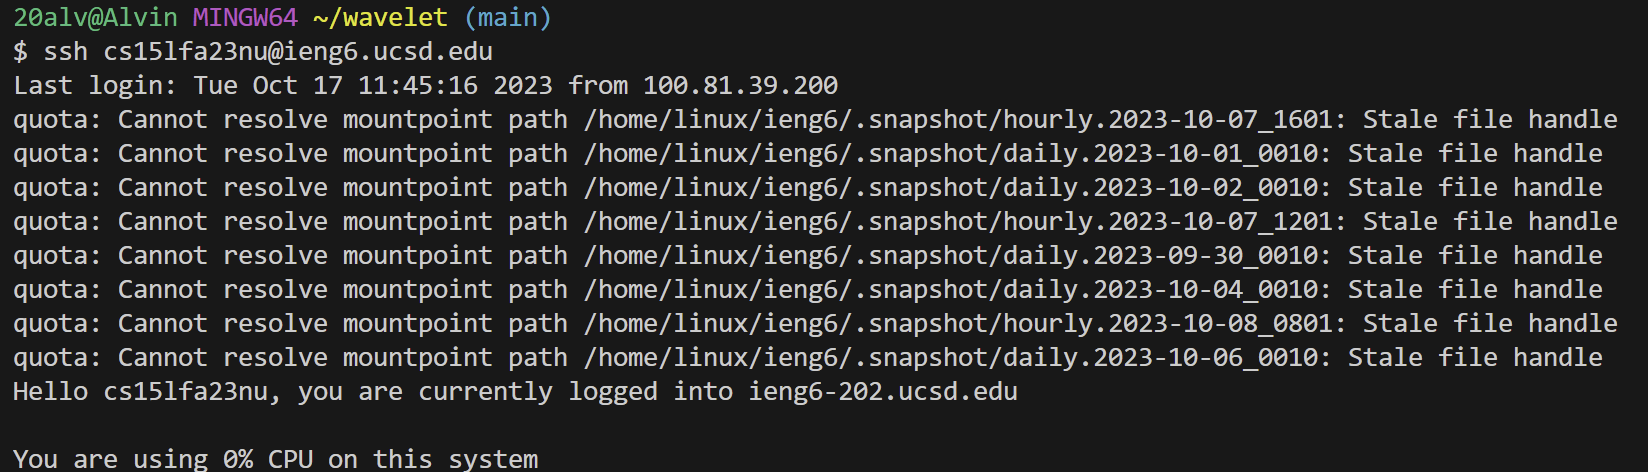 20alv@Alvin MINGW64 ~/wavelet (main)
$ ssh cs15lfa23nu@ieng6.ucsd.edu
Last login: Tue Oct 17 11:45:16 2023 from 100.81.39.200
quota: Cannot resolve mountpoint path /home/linux/ieng6/.snapshot/hourly.2023-10-07_1601: Stale file handle
quota: Cannot resolve mountpoint path /home/linux/ieng6/.snapshot/daily.2023-10-01_0010: Stale file handle
quota: Cannot resolve mountpoint path /home/linux/ieng6/.snapshot/daily.2023-10-02_0010: Stale file handle
quota: Cannot resolve mountpoint path /home/linux/ieng6/.snapshot/hourly.2023-10-07_1201: Stale file handle
quota: Cannot resolve mountpoint path /home/linux/ieng6/.snapshot/daily.2023-09-30_0010: Stale file handle
quota: Cannot resolve mountpoint path /home/linux/ieng6/.snapshot/daily.2023-10-04_0010: Stale file handle
quota: Cannot resolve mountpoint path /home/linux/ieng6/.snapshot/hourly.2023-10-08_0801: Stale file handle
quota: Cannot resolve mountpoint path /home/linux/ieng6/.snapshot/daily.2023-10-06_0010: Stale file handle
Hello cs15lfa23nu, you are currently logged into ieng6-202.ucsd.edu
You are using 0% CPU on this system